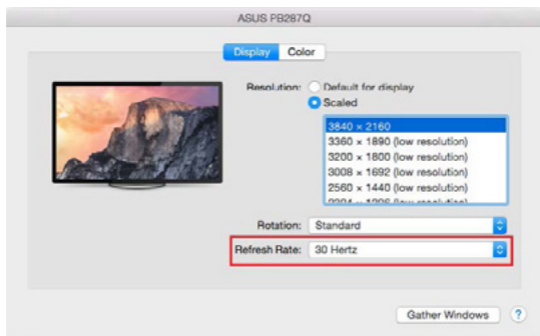 ASUS PB287Q
Display Color
Resolution: Default for display
Scaled
3840 × 2160
3360 × 1890 (low resolution)
3200 × 1800 (low resolution)
3008 × 1692 (low resolution)
2560 × 1440 (low resolution)
Rotation: Standard
Refresh Rate: 30 Hertz
Gather Windows ?